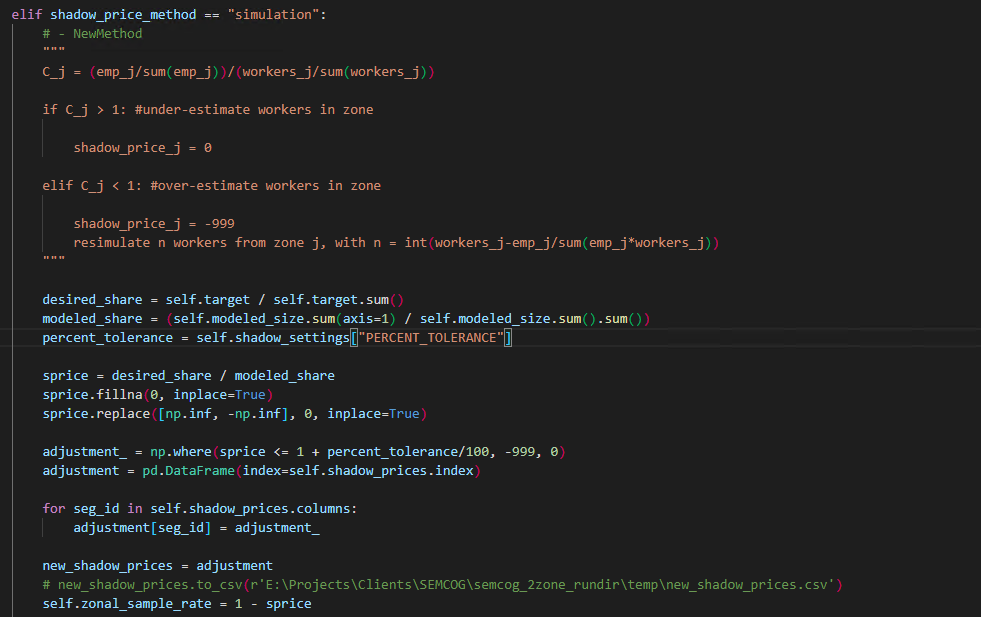 elif shadow_price_method == "simulation":
# - NewMethod
"""
C_j = (emp_j/sum(emp_j))/(workers_j/sum(workers_j))
if C_j > 1: #under-estimate workers in zone
shadow_price_j = 0
elif C_j < 1: #over-estimate workers in zone
shadow_price_j = -999
resimulate n workers from zone j, with n = int(workers_j-emp_j/sum(emp_j*workers_j))
"""
desired_share = self.target / self.target.sum()
modeled_share = (self.modeled_size.sum(axis=1) / self.modeled_size.sum().sum())
percent_tolerance = self.shadow_settings["PERCENT_TOLERANCE"]
sprice = desired_share / modeled_share
sprice.fillna(0, inplace=True)
sprice.replace([np.inf, -np.inf], 0, inplace=True)
adjustment_ = np.where(sprice <= 1 + percent_tolerance/100, -999, 0)
adjustment = pd.DataFrame(index=self.shadow_prices.index)
for seg_id in self.shadow_prices.columns:
adjustment[seg_id] = adjustment_
new_shadow_prices = adjustment
# new_shadow_prices.to_csv(r'E:\Projects\Clients\SEMCOG\semcog_2zone_rundir\temp\new_shadow_prices.csv')
self.zonal_sample_rate = 1 - sprice